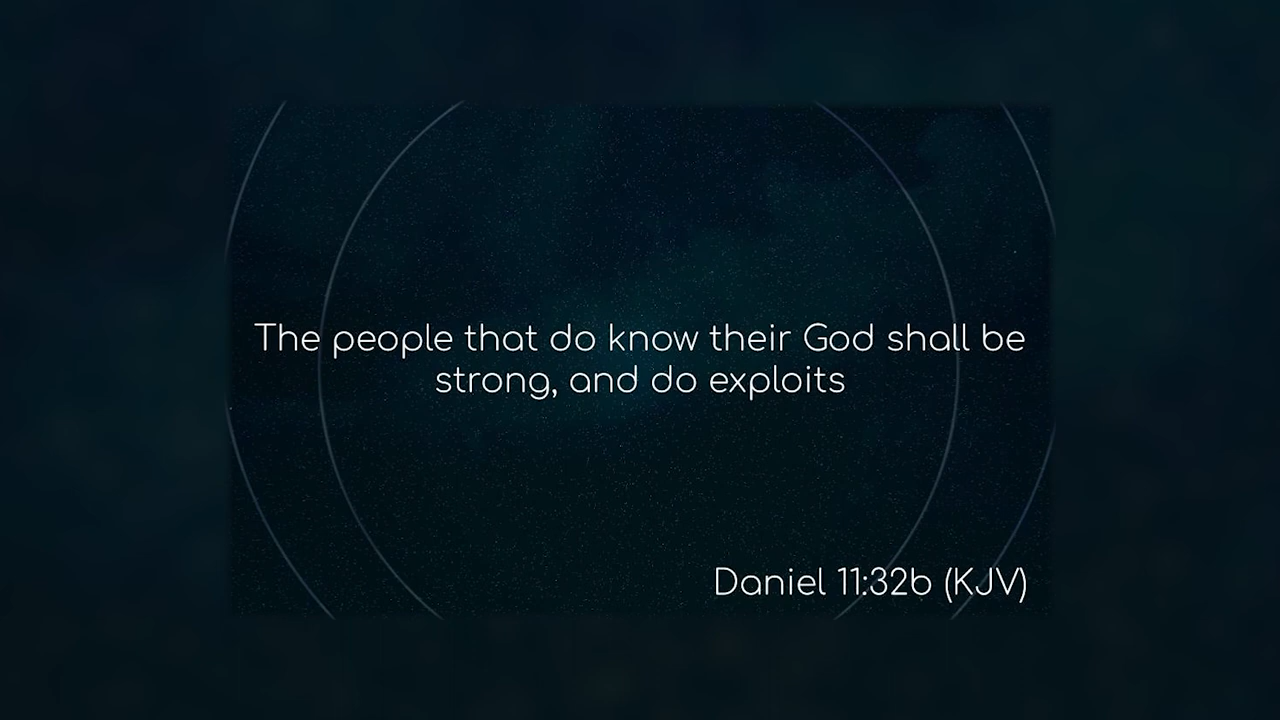 The people that do know their God shall be
strong, and do exploits
Daniel 11:32b (KJV)